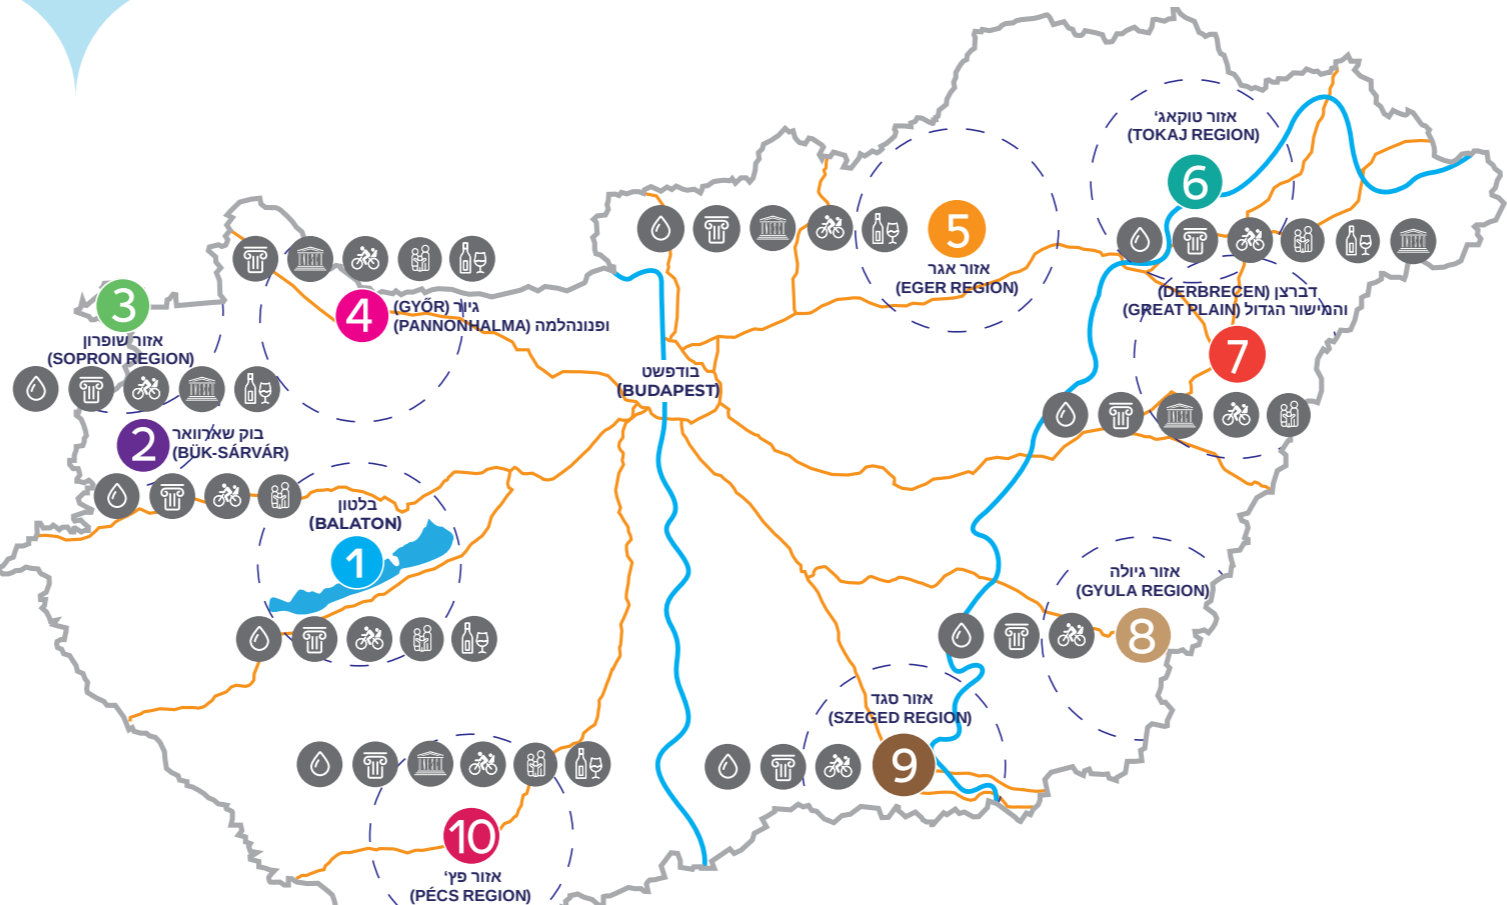 אזור טוקאג'
(TOKAJ REGION)
6
5
אזור אגר
(EGER REGION)
דברצן (DERBRECEN)
והמישור הגדול (GREAT PLAIN)
7
3
אזור שופרון
(SOPRON REGION)
4
גיור (GYŐR)
ופנונהלמה (PANNONHALMA)
בודפשט
(BUDAPEST)
2
בוק שארוואר
(BÜK-SÁRVÁR)
בלטון
(BALATON)
1
אזור גיולה
(GYULA REGION)
8
אזור סגד
(SZEGED REGION)
9
10
אזור פץ'
(PÉCS REGION)